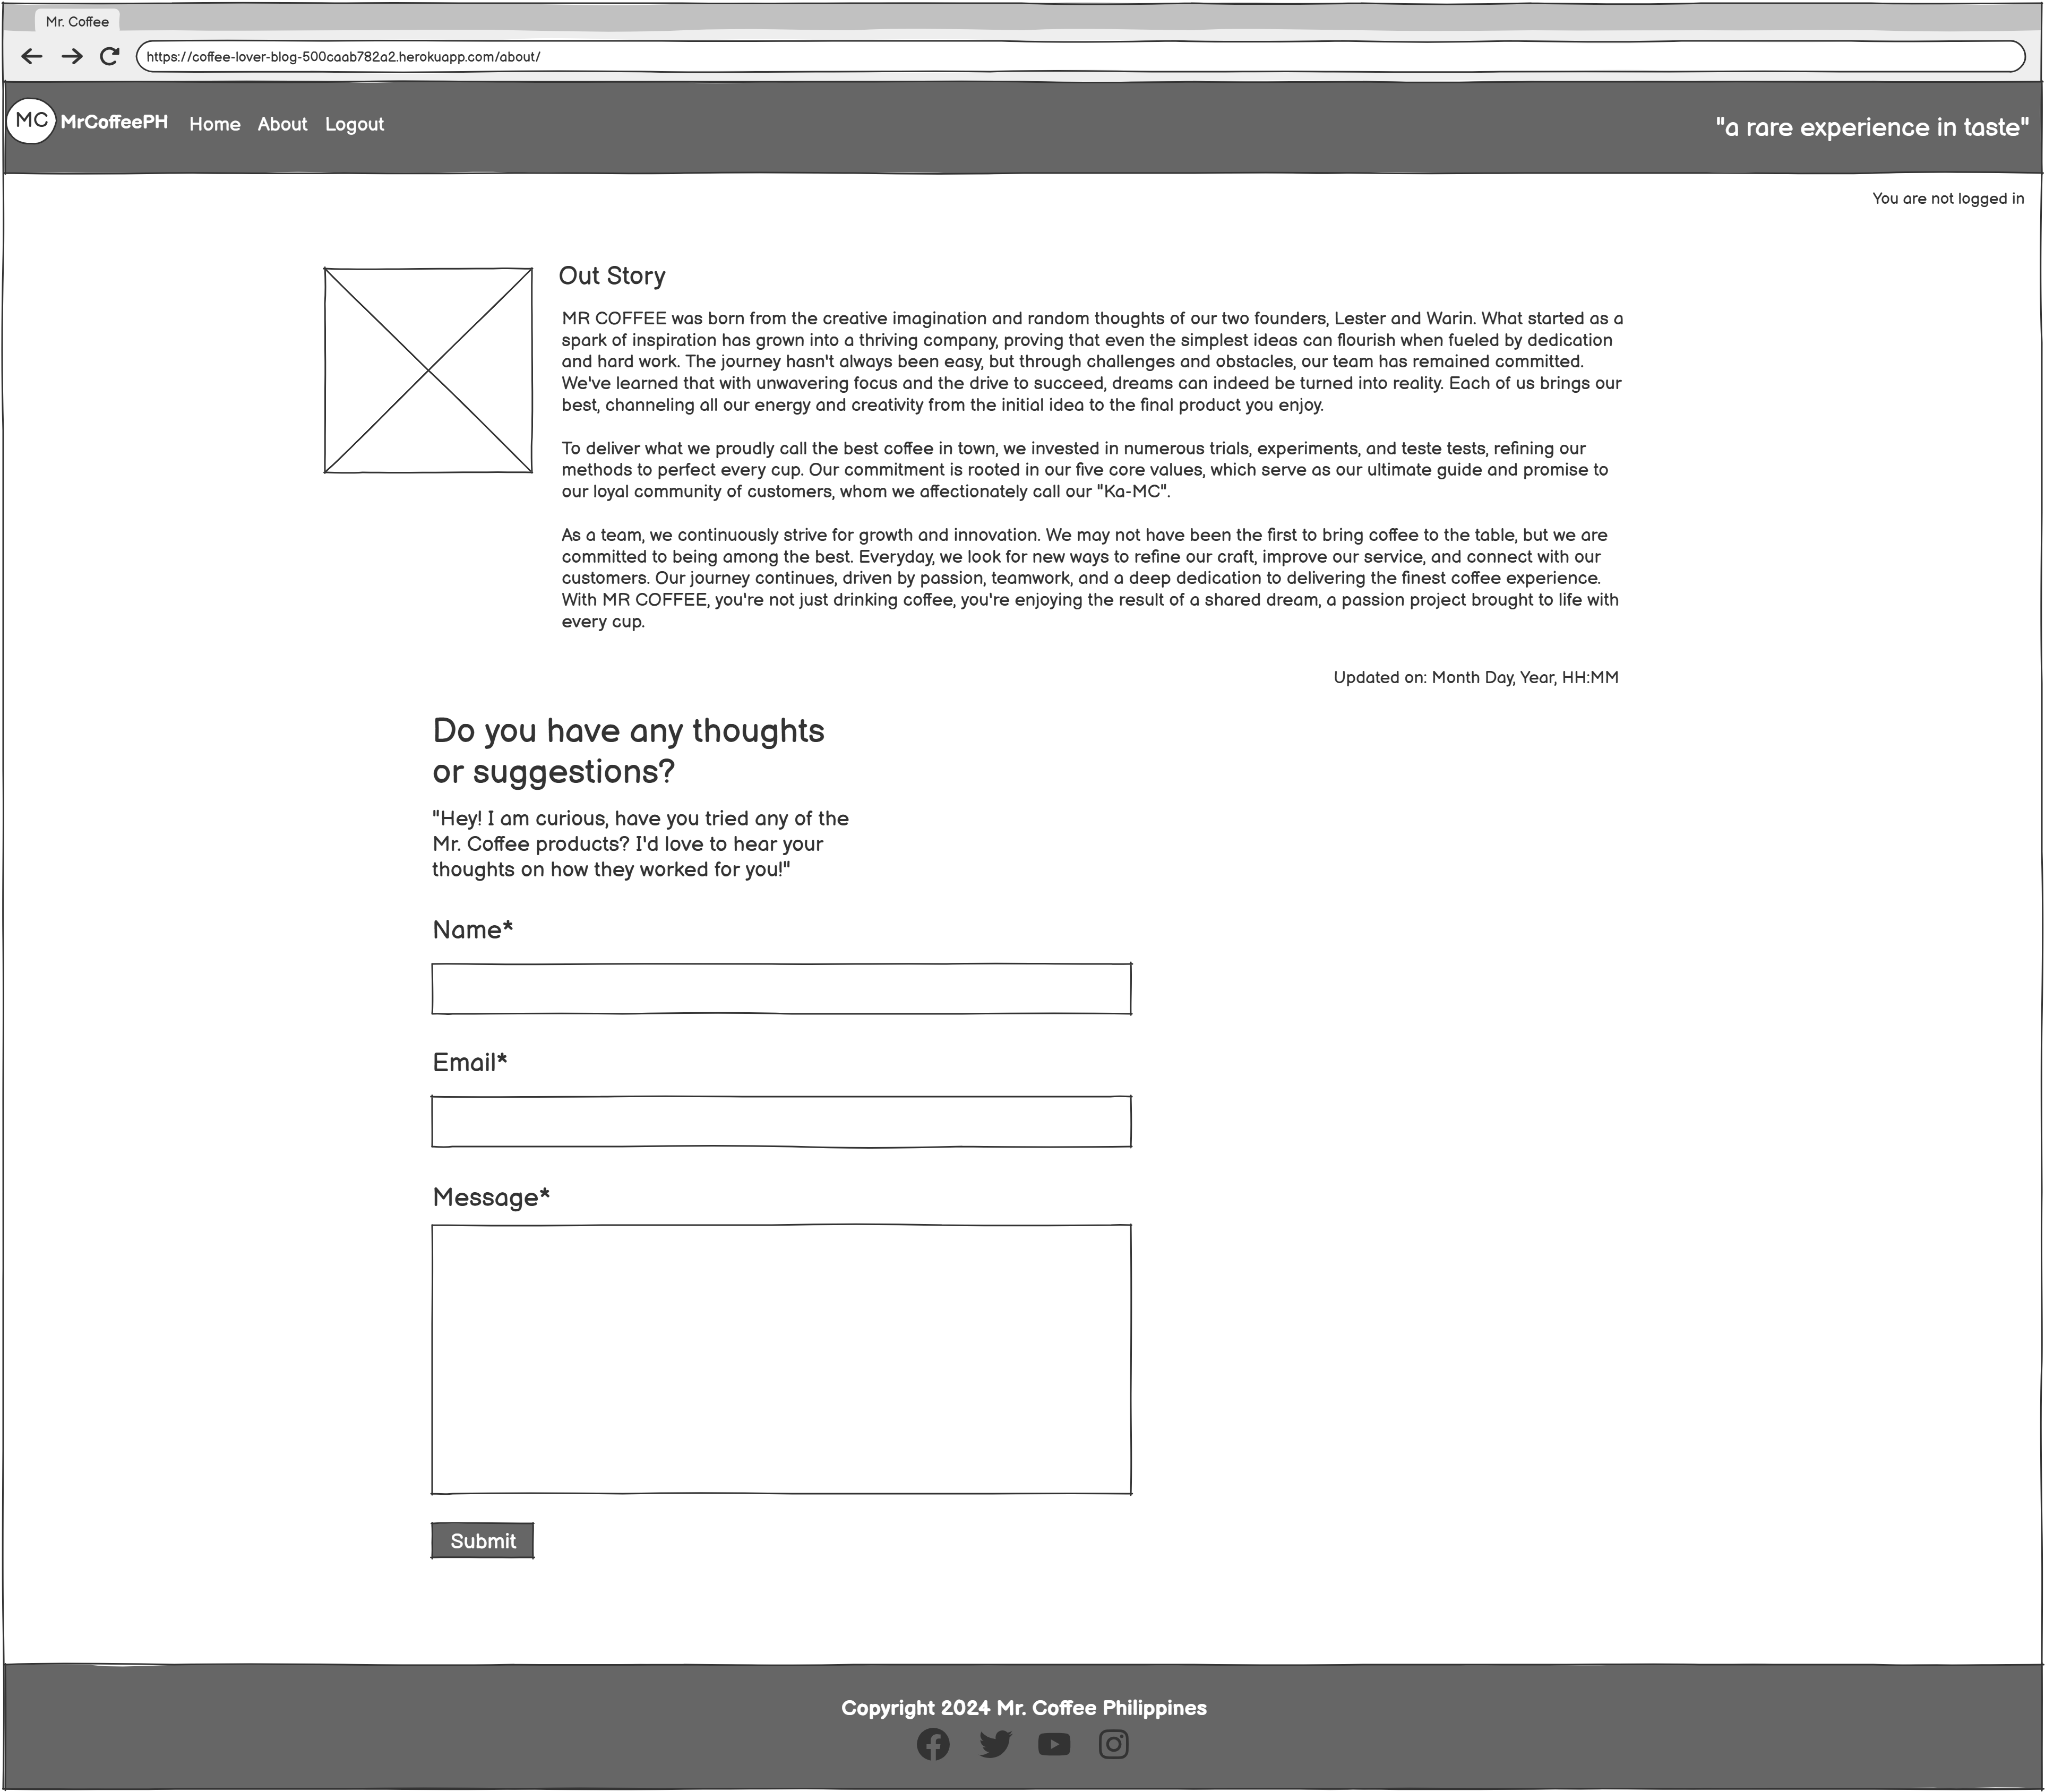 Mr. Coffee
https://coffee-lover-blog-500caab782a2.herokuapp.com/about/
MC MrCoffeePH Home About Logout "a rare experience in taste"
You are not logged in
Out Story
MR COFFEE was born from the creative imagination and random thoughts of our two founders, Lester and Warin. What started as a
spark of inspiration has grown into a thriving company, proving that even the simplest ideas can flourish when fueled by dedication
and hard work. The journey hasn't always been easy, but through challenges and obstacles, our team has remained committed.
We've learned that with unwavering focus and the drive to succeed, dreams can indeed be turned into reality. Each of us brings our
best, channeling all our energy and creativity from the initial idea to the final product you enjoy.
To deliver what we proudly call the best coffee in town, we invested in numerous trials, experiments, and teste tests, refining our
methods to perfect every cup. Our commitment is rooted in our five core values, which serve as our ultimate guide and promise to
our loyal community of customers, whom we affectionately call our "Ka-MC".
As a team, we continuously strive for growth and innovation. We may not have been the first to bring coffee to the table, but we are
committed to being among the best. Everyday, we look for new ways to refine our craft, improve our service, and connect with our
customers. Our journey continues, driven by passion, teamwork, and a deep dedication to delivering the finest coffee experience.
With MR COFFEE, you're not just drinking coffee, you're enjoying the result of a shared dream, a passion project brought to life with
every cup.
Updated on: Month Day, Year, HH:MM
Do you have any thoughts
or suggestions?
"Hey! I am curious, have you tried any of the
Mr. Coffee products? I'd love to hear your
thoughts on how they worked for you!"
Name*
Email*
Message*
Submit
Copyright 2024 Mr. Coffee Philippines